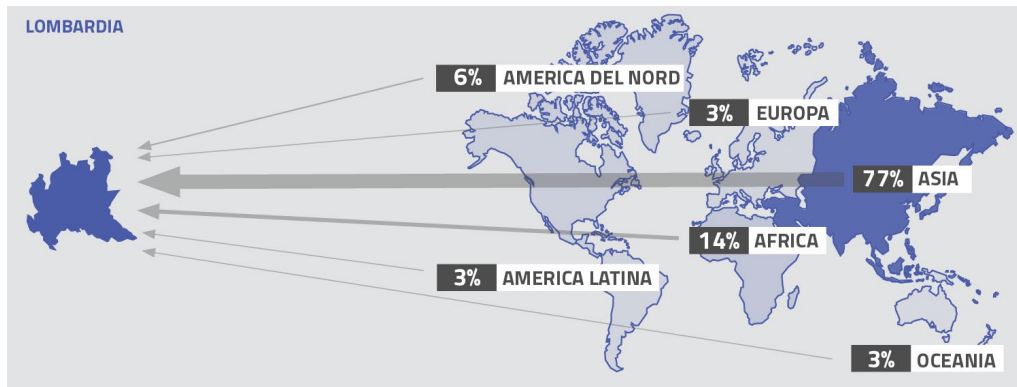 LOMBARDIA
6% AMERICA DEL NORD
3% EUROPA
77% ASIA
14% AFRICA
3% AMERICA LATINA
3% OCEANIA